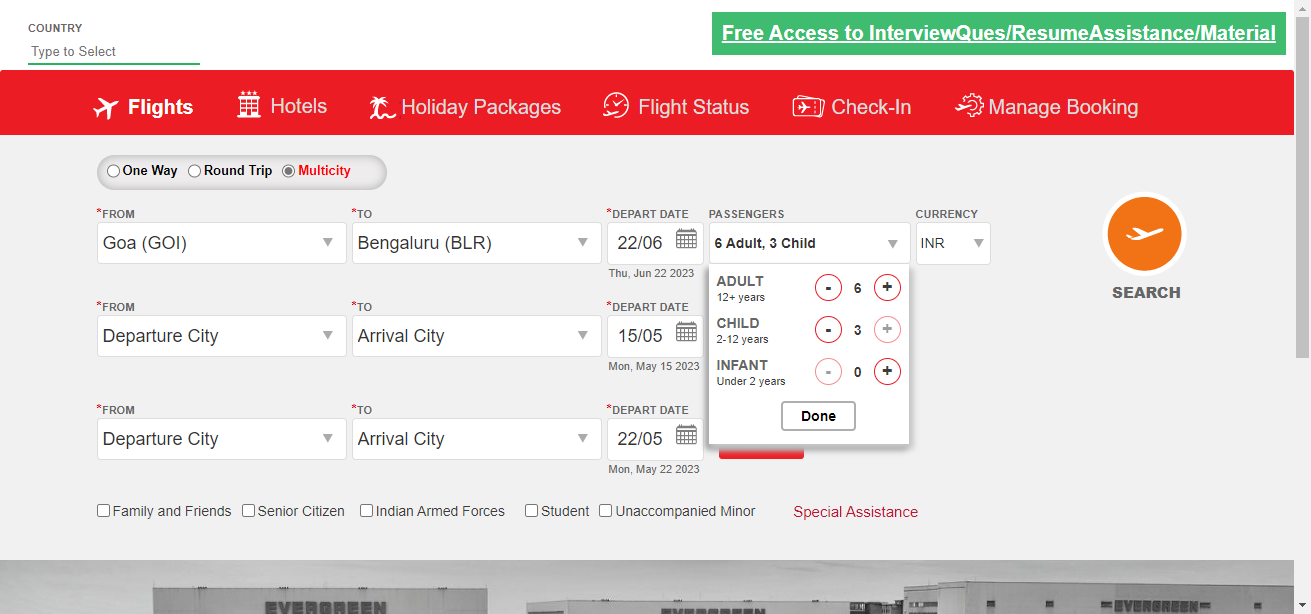 COUNTRY
Type to Select
Free Access to InterviewQues/ResumeAssistance/Material
Flights Hotels Holiday Packages Flight Status Check-In Manage Booking
One Way Round Trip Multicity
*FROM *TO *DEPART DATE PASSENGERS CURRENCY
Goa (GOI) Bengaluru (BLR) 22/06 6 Adult, 3 Child INR
Thu, Jun 22 2023
ADULT - 6 +
12+ years
SEARCH
*FROM *TO *DEPART DATE
CHILD - 3 +
2-12 years
Departure City Arrival City 15/05
Mon, May 15 2023
INFANT - 0 +
Under 2 years
*FROM *TO *DEPART DATE
Done
Departure City Arrival City 22/05
Mon, May 22 2023
Family and Friends Senior Citizen Indian Armed Forces Student Unaccompanied Minor Special Assistance
EVERGREEN EVERGREEN EVERGREEN